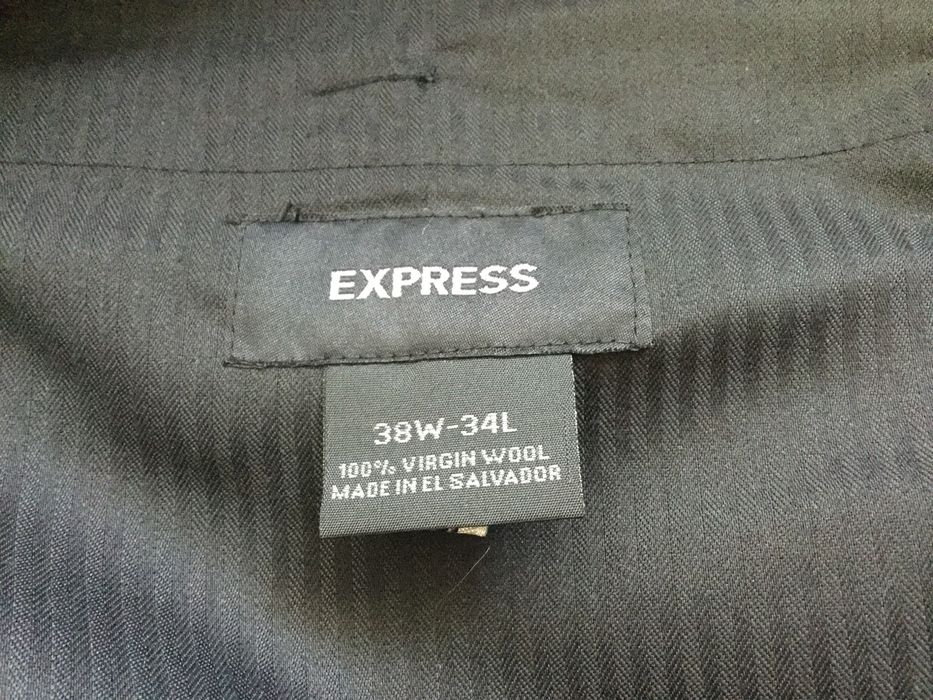 EXPRESS
38W-34L
100% VIRGIN WOOL
MADE IN EL SALVADOR